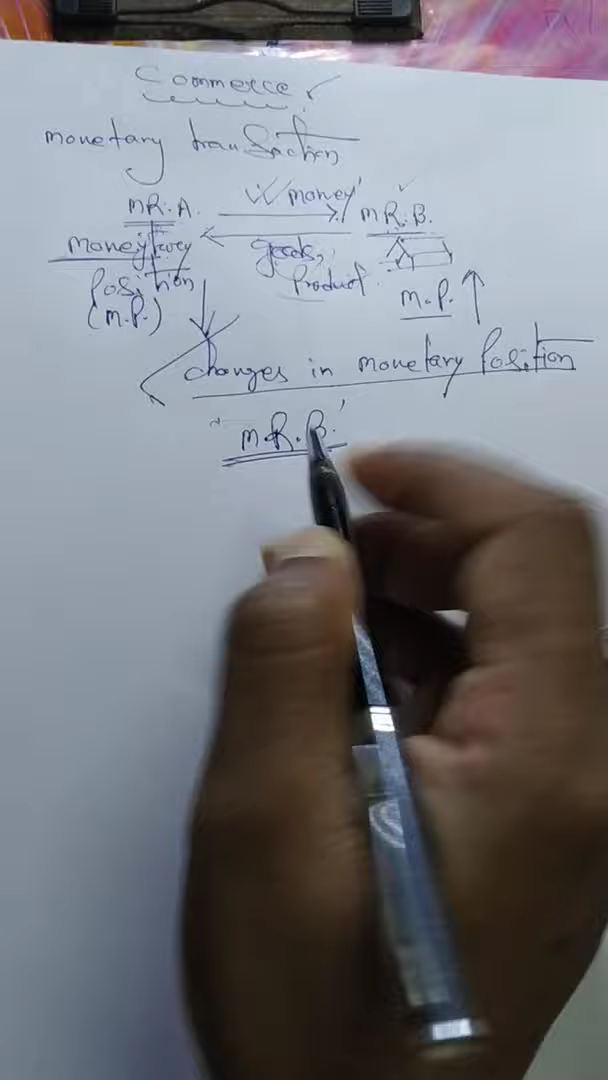 Commerce
monetary transaction
MR.A. money MR.B.
monetary goods,
Position Product.
(M.P.) M.P.
changes in monetary Position
"M.R.B.'